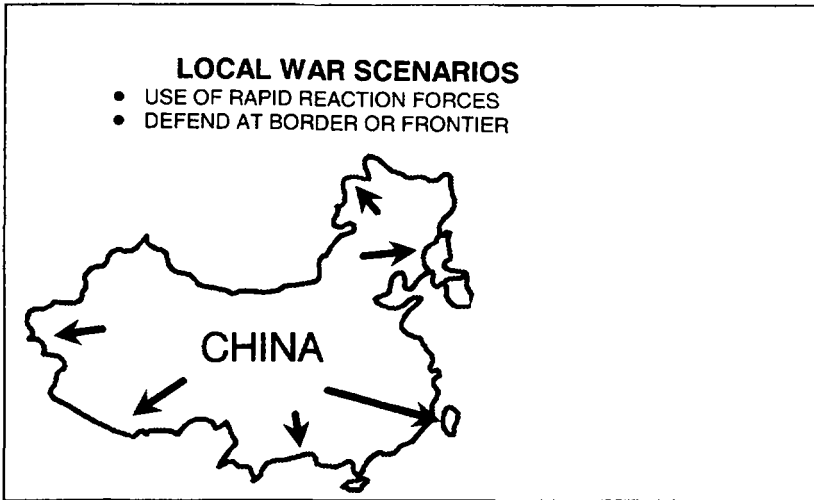 LOCAL WAR SCENARIOS
• USE OF RAPID REACTION FORCES
• DEFEND AT BORDER OR FRONTIER
CHINA